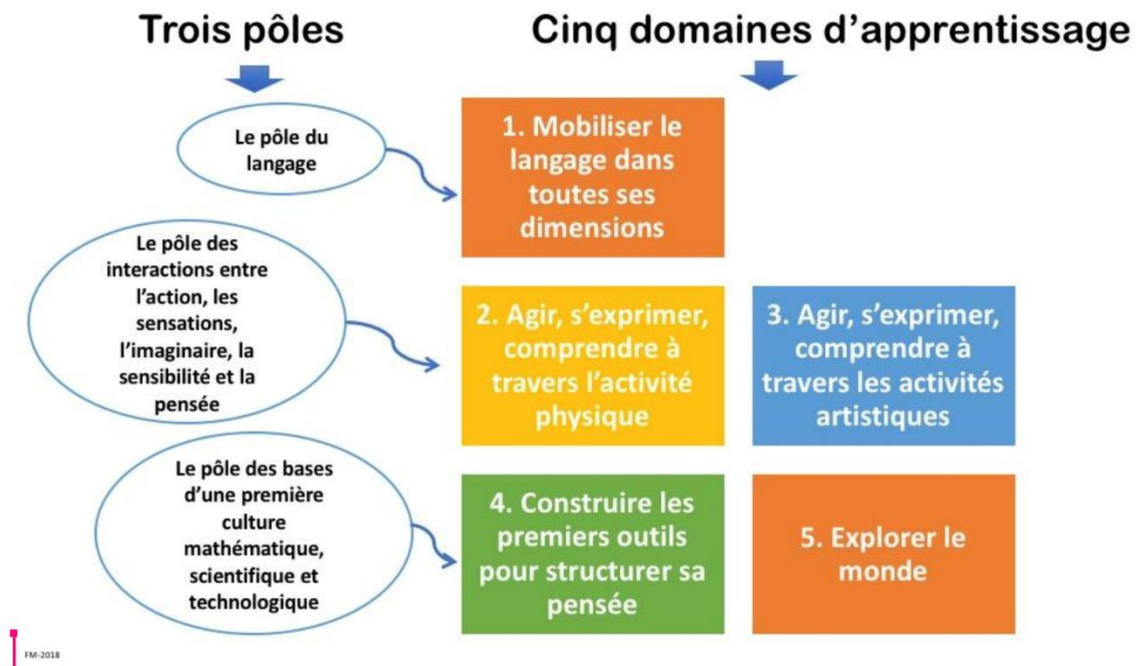 Trois pôles
Cinq domaines d'apprentissage
Le pôle du
langage
1. Mobiliser le
langage dans
toutes ses
dimensions
Le pôle des
interactions entre
l'action, les
sensations,
l'imaginaire, la
sensibilité et la
pensée
2. Agir, s'exprimer,
comprendre à
travers l'activité
physique
3. Agir, s'exprimer,
comprendre à
travers les activités
artistiques
Le pôle des bases
d'une première
culture
mathématique,
scientifique et
technologique
4. Construire les
premiers outils
pour structurer sa
pensée
5. Explorer le
monde
FM-2018